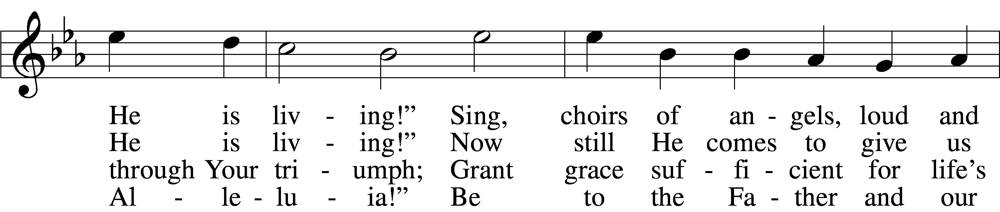 He is liv - ing!” Sing, choirs of an - gels, loud and
He is liv - ing!” Now still He comes to give us
through Your tri - umph; Grant grace suf - fi - cient for life’s
Al - le - lu - ia!” Be to the Fa - ther and our